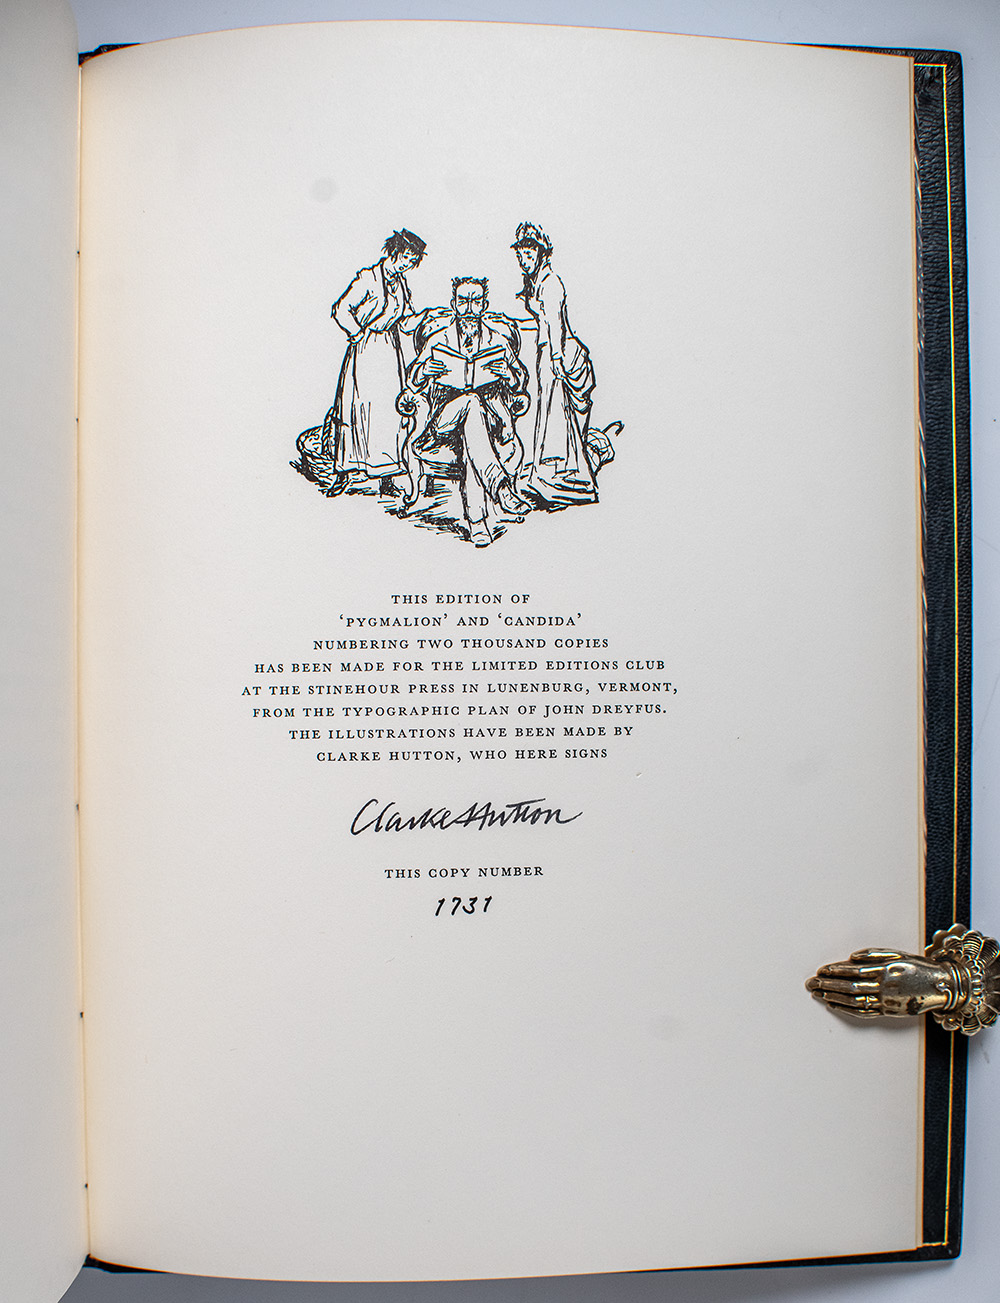 THIS EDITION OF
‘PYGMALION’ AND ‘CANDIDA’
NUMBERING TWO THOUSAND COPIES
HAS BEEN MADE FOR THE LIMITED EDITIONS CLUB
AT THE STINEHOUR PRESS IN LUNENBURG, VERMONT,
FROM THE TYPOGRAPHIC PLAN OF JOHN DREYFUS.
THE ILLUSTRATIONS HAVE BEEN MADE BY
CLARKE HUTTON, WHO HERE SIGNS
Clarke Hutton
THIS COPY NUMBER
1731